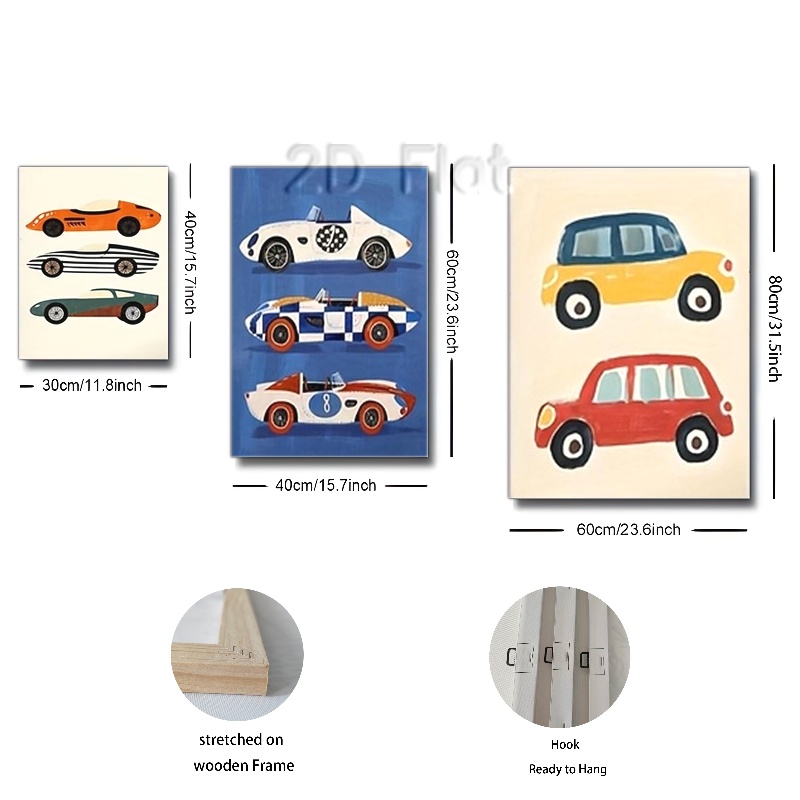 2D Flat
40cm/15.7inch
30cm/11.8inch
60cm/23.6inch
40cm/15.7inch
80cm/31.5inch
60cm/23.6inch
8
stretched on
wooden Frame
Hook
Ready to Hang